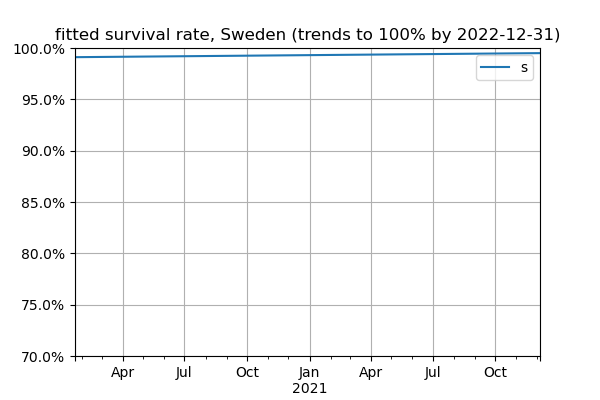 fitted survival rate, Sweden (trends to 100% by 2022-12-31)
100.0%
95.0%
90.0%
85.0%
80.0%
75.0%
70.0%
s
Apr Jul Oct Jan Apr Jul Oct
2021